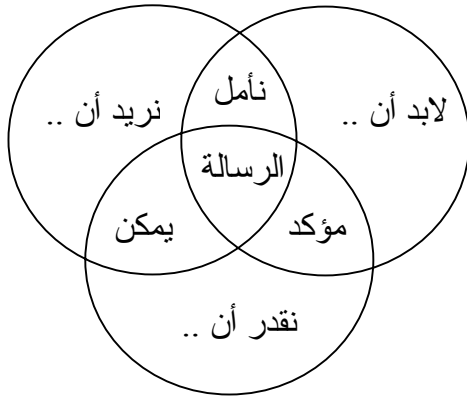 نأمل
لابد أن ..
نريد أن ..
الرسالة
مؤكد
يمكن
نقدر أن ..